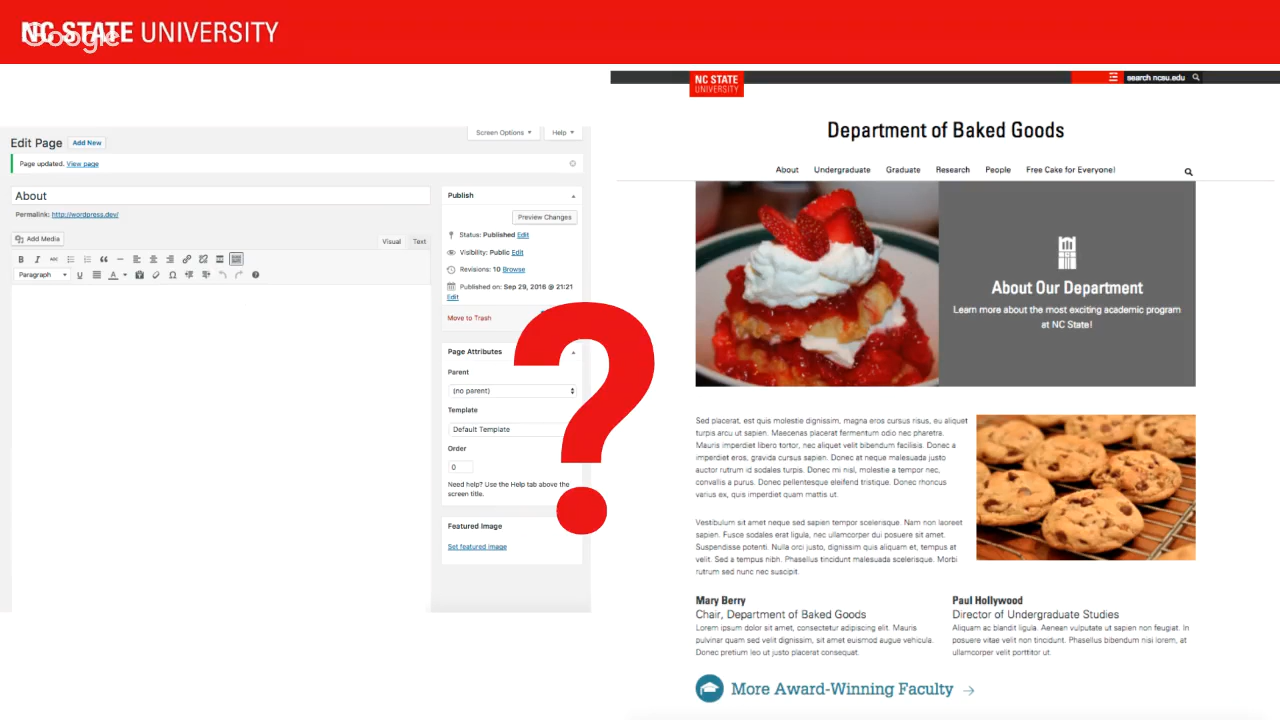 NC STATE UNIVERSITY
Google
Screen Options
Help
Edit Page
Add New
Page updated. View page
About
Permalink: http://wordpress.dev/
Add Media
Visual
Text
B I ABC
Paragraph
U
A
Publish
Preview Changes
Status: Published Edit
Visibility: Public Edit
Revisions: 10 Browse
Published on: Sep 29, 2016 @ 21:21
Edit
Move to Trash
Page Attributes
Parent
(no parent)
Template
Default Template
Order
0
Need help? Use the Help tab above the
screen title.
Featured Image
Set featured image
?
NC STATE
UNIVERSITY
search ncsu.edu
Department of Baked Goods
About Undergraduate Graduate Research People Free Cake for Everyone!
About Our Department
Learn more about the most exciting academic program
at NC State!
Sed placerat, est quis molestie dignissim, magna eros cursus risus, eu aliquet
turpis arcu ut sapien. Maecenas placerat fermentum odio nec pharetra.
Mauris imperdiet libero tortor, nec aliquet velit bibendum facilisis. Donec a
imperdiet eros, gravida cursus sapien. Donec at neque malesuada justo
auctor rutrum id sodales turpis. Donec mi nisl, molestie a tempor nec,
convallis a purus. Donec pellentesque eleifend tristique. Donec rhoncus
varius ex, quis imperdiet quam mattis ut.
Vestibulum sit amet neque sed sapien tempor scelerisque. Nam non laoreet
sapien. Fusce sodales erat ligula, nec ullamcorper dui posuere sit amet.
Suspendisse potenti. Nulla orci justo, dignissim quis aliquam et, tempus at
velit. Sed a tempus nibh. Phasellus tincidunt malesuada scelerisque. Morbi
rutrum sed nunc nec suscipit.
Mary Berry
Chair, Department of Baked Goods
Lorem ipsum dolor sit amet, consectetur adipiscing elit. Mauris
pulvinar quam sed velit dignissim, sit amet euismod augue vehicula.
Donec pretium leo ut justo placerat consequat.
Paul Hollywood
Director of Undergraduate Studies
Aliquam ac blandit ligula. Aenean vulputate ut sapien non feugiat. In
posuere vitae velit non tincidunt. Phasellus bibendum nisi lorem, at
ullamcorper velit porttitor ut.
More Award-Winning Faculty